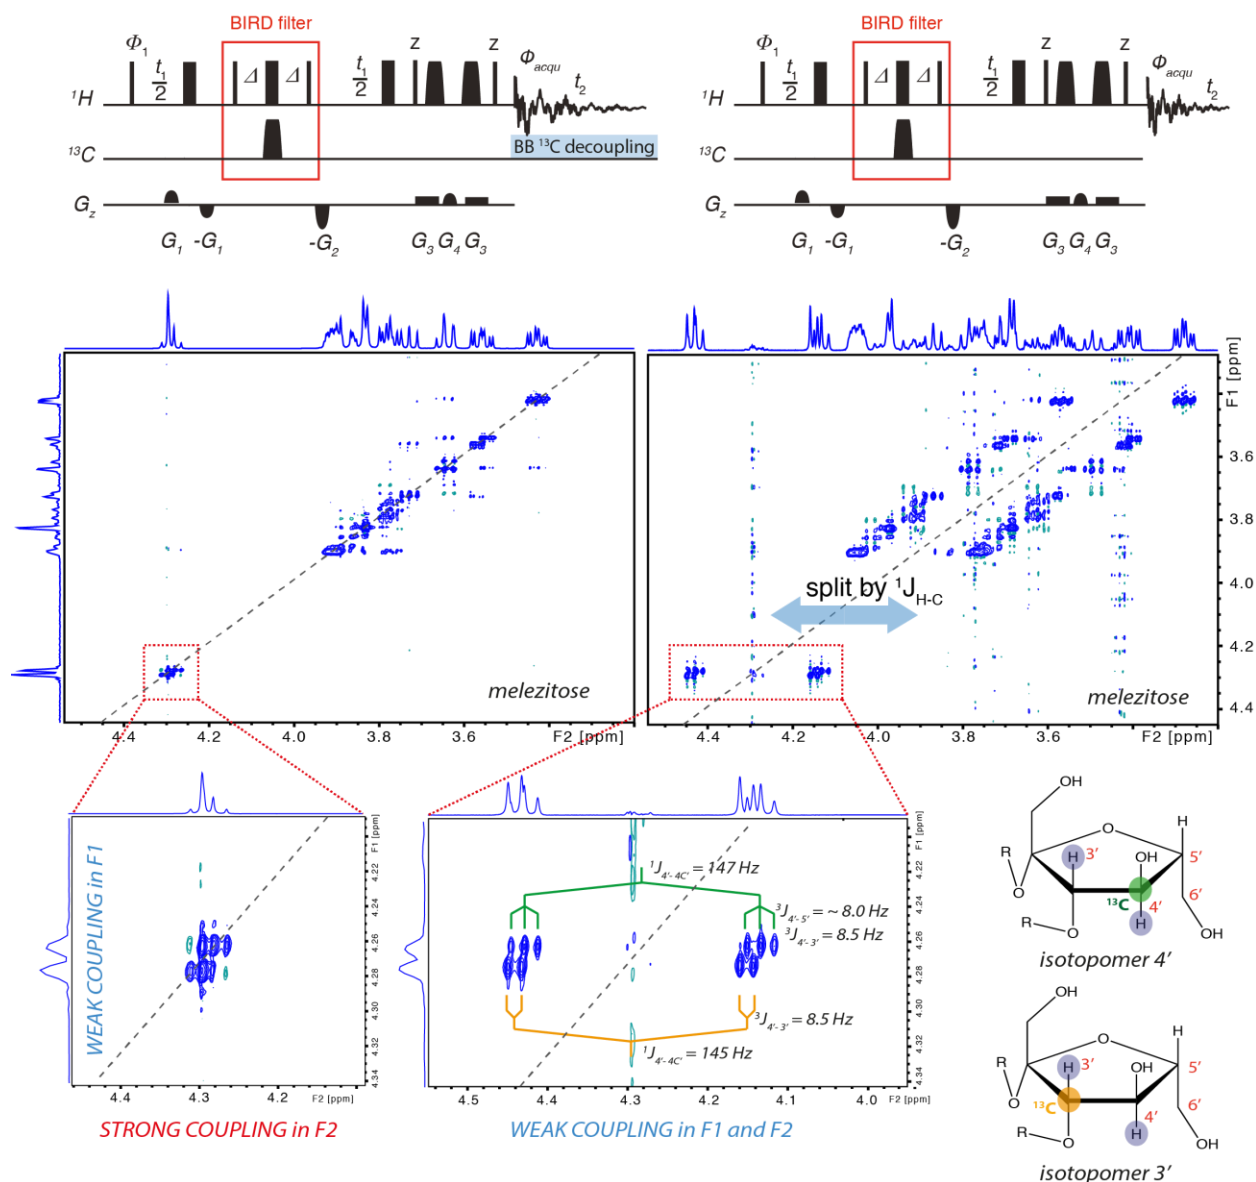 BIRD filter
Φ1
t1
2
Δ Δ
t1
2
z z
Φacqu
t2
1H
BB 13C decoupling
13C
Gz
G1 -G1
-G2
G3 G4 G3
BIRD filter
Φ1
t1
2
Δ Δ
t1
2
z z
Φacqu
t2
1H
13C
Gz
G1 -G1
-G2
G3 G4 G3
melezitose
4.4 4.2 4.0 3.8 3.6 F2 [ppm]
split by 1JH-C
melezitose
F1 [ppm]
3.6
3.8
4.0
4.2
4.4
4.4 4.2 4.0 3.8 3.6 F2 [ppm]
WEAK COUPLING in F1
F1 [ppm]
4.22
4.24
4.26
4.28
4.30
4.32
4.34
4.4 4.3 4.2 F2 [ppm]
STRONG COUPLING in F2
1J4'-4C' = 147 Hz
3J4'-5' = ~ 8.0 Hz
3J4'-3' = 8.5 Hz
3J4'-3' = 8.5 Hz
1J4'-4C' = 145 Hz
F1 [ppm]
4.22
4.24
4.26
4.28
4.30
4.32
4.34
4.5 4.4 4.3 4.2 4.1 4.0 F2 [ppm]
WEAK COUPLING in F1 and F2
OH
H
O
R
H 3'
OH
5'
O
13C
4'
6'
R
O
H
OH
isotopomer 4'
OH
H
O
R
H 3'
OH
5'
O
13C
4'
6'
R
O
H
OH
isotopomer 3'